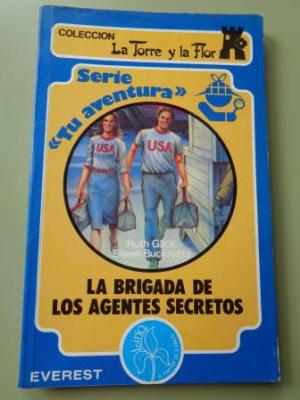 COLECCION
La Torre y la Flor
Serie
«Tu aventura»
USA
USA
Ruth Glick
Eileen Buckholtz
LA BRIGADA DE
LOS AGENTES SECRETOS
EVEREST